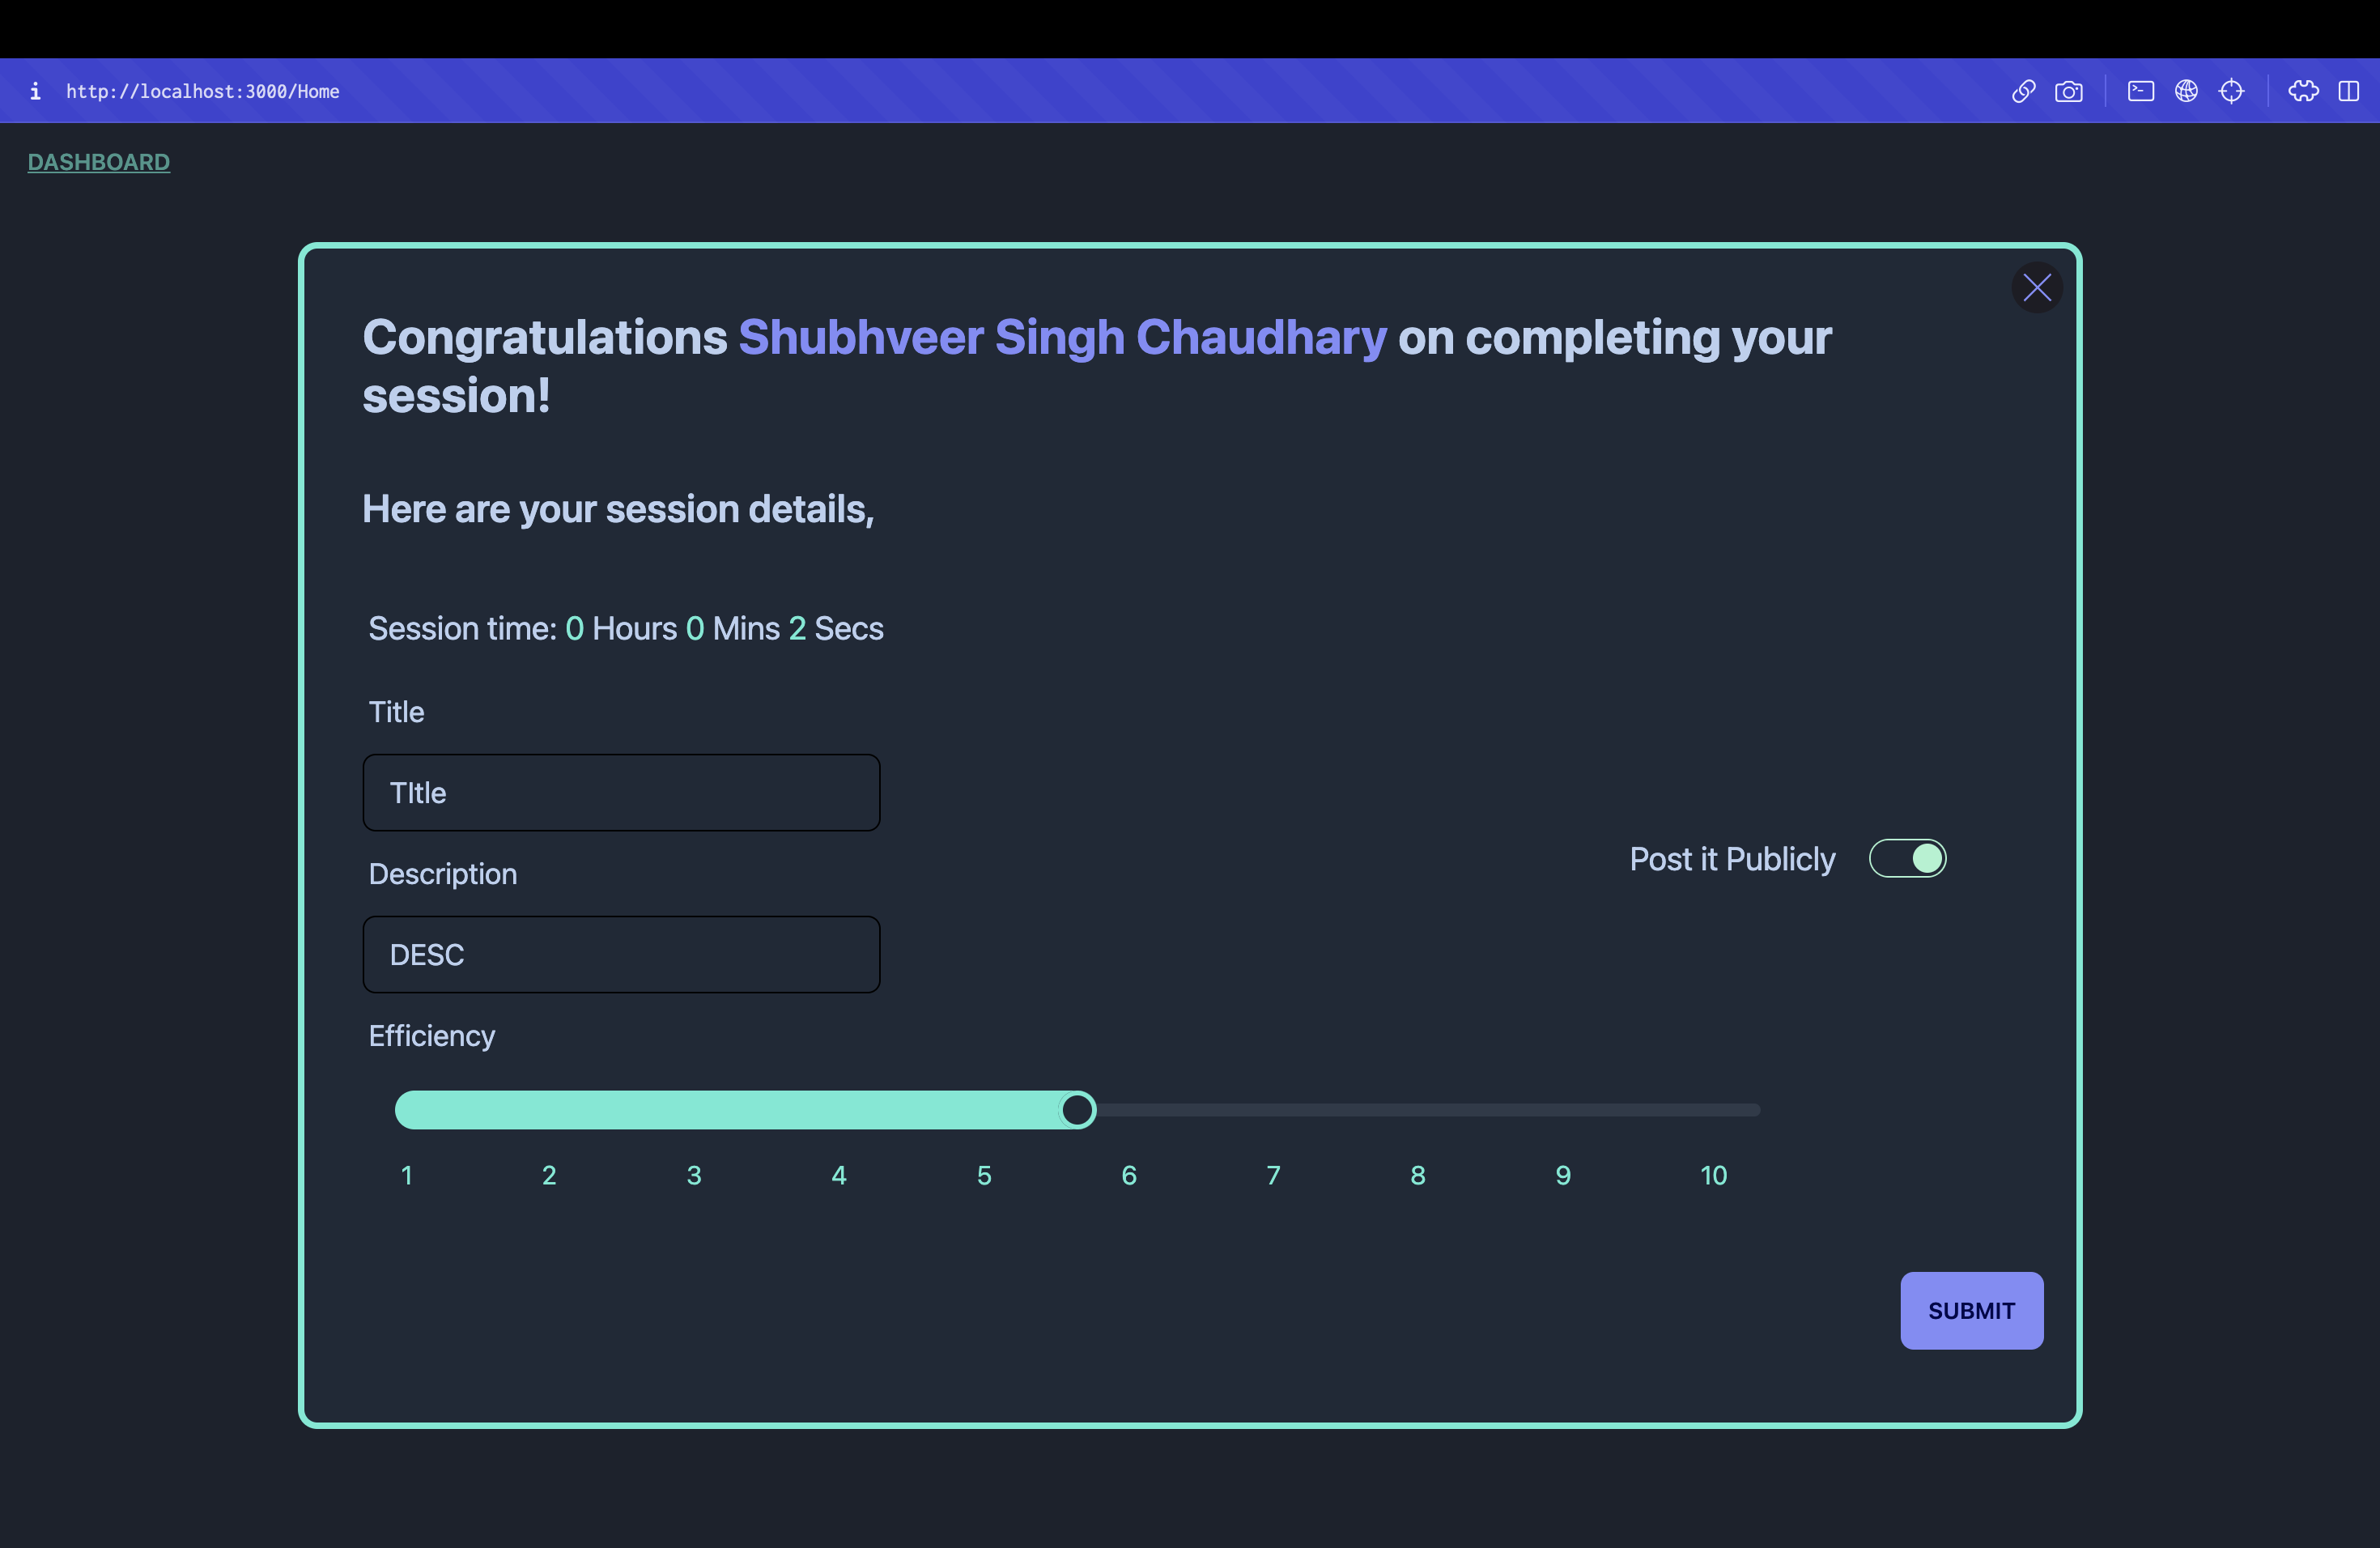 i http://localhost:3000/Home
DASHBOARD
Congratulations Shubhveer Singh Chaudhary on completing your
session!
Here are your session details,
Session time: 0 Hours 0 Mins 2 Secs
Title
TItle
Post it Publicly
Description
DESC
Efficiency
1 2 3 4 5 6 7 8 9 10
SUBMIT